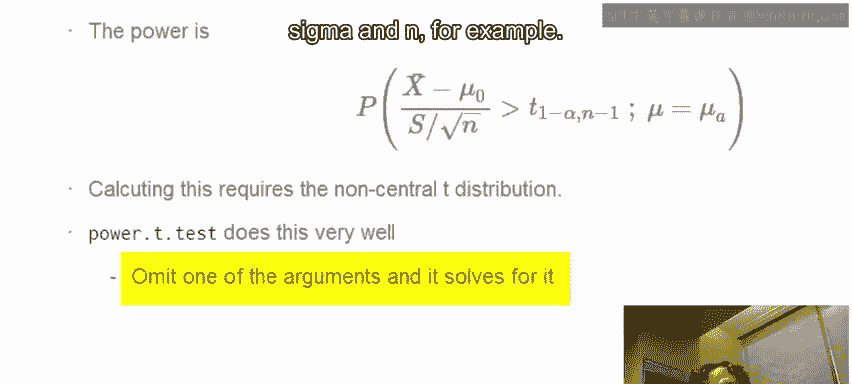 · The power is
sigma and n, for example.
P( (X̄ − μ₀) / (S/√n) > t₁₋α,ₙ₋₁ ; μ = μₐ )
· Calcuting this requires the non-central t distribution.
· power.t.test does this very well
- Omit one of the arguments and it solves for it